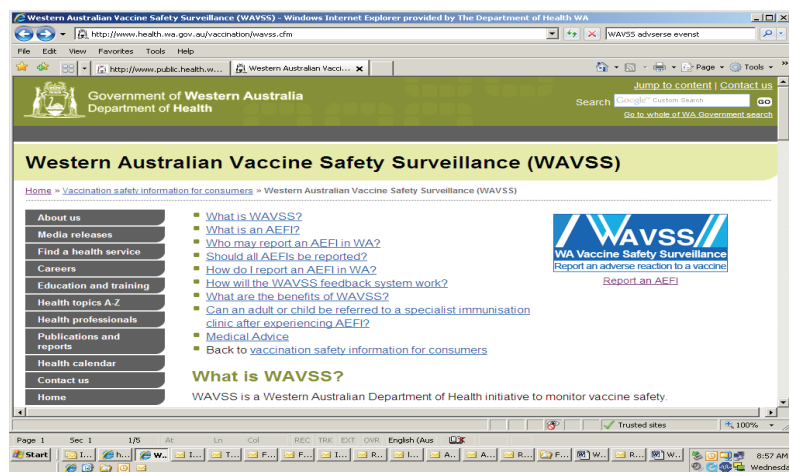 Western Australian Vaccine Safety Surveillance (WAVSS) - Windows Internet Explorer provided by The Department of Health WA
http://www.health.wa.gov.au/vaccination/wavss.cfm
WAVSS advserse evenst
File Edit View Favorites Tools Help
http://www.public.health.w...
Western Australian Vacci...
Page Tools
Government of Western Australia
Department of Health
Jump to content | Contact us
Search Google™ Custom Search GO
Go to whole of WA Government search
Western Australian Vaccine Safety Surveillance (WAVSS)
Home » Vaccination safety information for consumers » Western Australian Vaccine Safety Surveillance (WAVSS)
About us
Media releases
Find a health service
Careers
Education and training
Health topics A-Z
Health professionals
Publications and
reports
Health calendar
Contact us
Home
What is WAVSS?
What is an AEFI?
Who may report an AEFI in WA?
Should all AEFIs be reported?
How do I report an AEFI in WA?
How will the WAVSS feedback system work?
What are the benefits of WAVSS?
Can an adult or child be referred to a specialist immunisation
clinic after experiencing AEFI?
Medical Advice
Back to vaccination safety information for consumers
WAVSS
WA Vaccine Safety Surveillance
Report an adverse reaction to a vaccine
Report an AEFI
What is WAVSS?
WAVSS is a Western Australian Department of Health initiative to monitor vaccine safety.
Trusted sites 100%
Page 1 Sec 1 1/5 At Ln Col REC TRK EXT OVR English (Aus
Start I... h... W... I... T... F... F... I... R... I... A... A... R... F... W... R... W... 8:57 AM
Wednesda